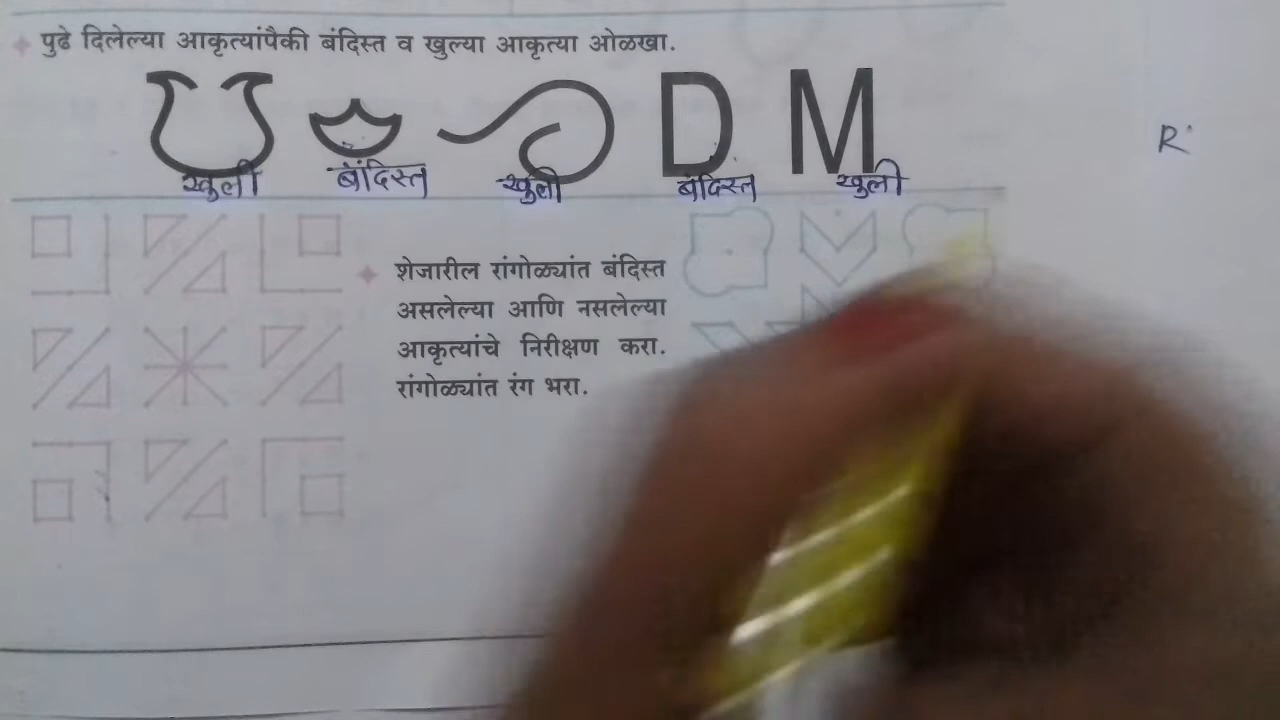 पुढे दिलेल्या आकृत्यांपैकी बंदिस्त व खुल्या आकृत्या ओळखा.
D M
खुली बंदिस्त खुली बंदिस्त खुली
R
शेजारील रांगोळ्यांत बंदिस्त
असलेल्या आणि नसलेल्या
आकृत्यांचे निरीक्षण करा.
रांगोळ्यांत रंग भरा.